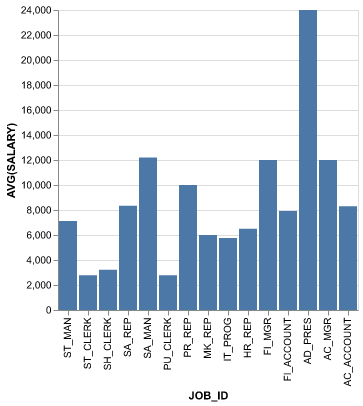 24,000
22,000
20,000
18,000
16,000
14,000
12,000
10,000
8,000
6,000
4,000
2,000
0
AVG(SALARY)
ST_MAN
ST_CLERK
SH_CLERK
SA_REP
SA_MAN
PU_CLERK
PR_REP
MK_REP
IT_PROG
HR_REP
FI_MGR
FI_ACCOUNT
AD_PRES
AC_MGR
AC_ACCOUNT
JOB_ID